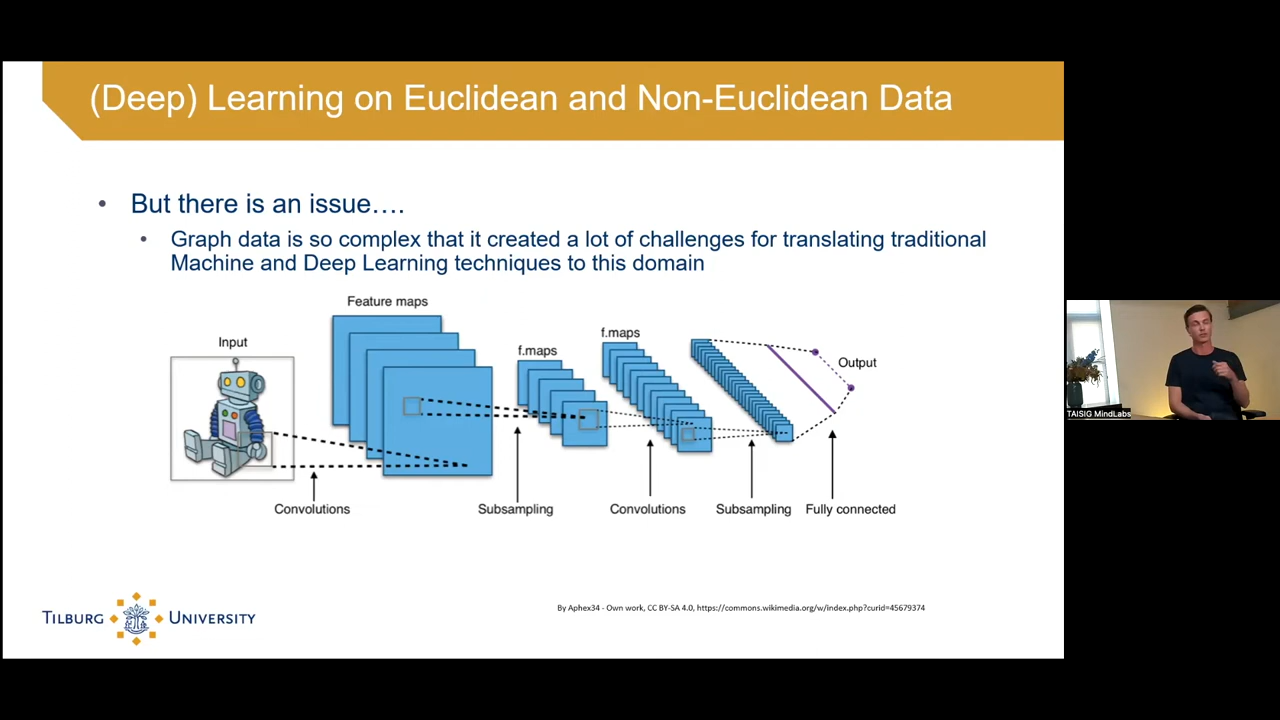 (Deep) Learning on Euclidean and Non-Euclidean Data
• But there is an issue….
• Graph data is so complex that it created a lot of challenges for translating traditional
Machine and Deep Learning techniques to this domain
Feature maps
Input
f.maps
f.maps
Output
Convolutions
Subsampling
Convolutions
Subsampling
Fully connected
TAISIG MindLabs
By Aphex34 - Own work, CC BY-SA 4.0, https://commons.wikimedia.org/w/index.php?curid=45679374
TILBURG UNIVERSITY